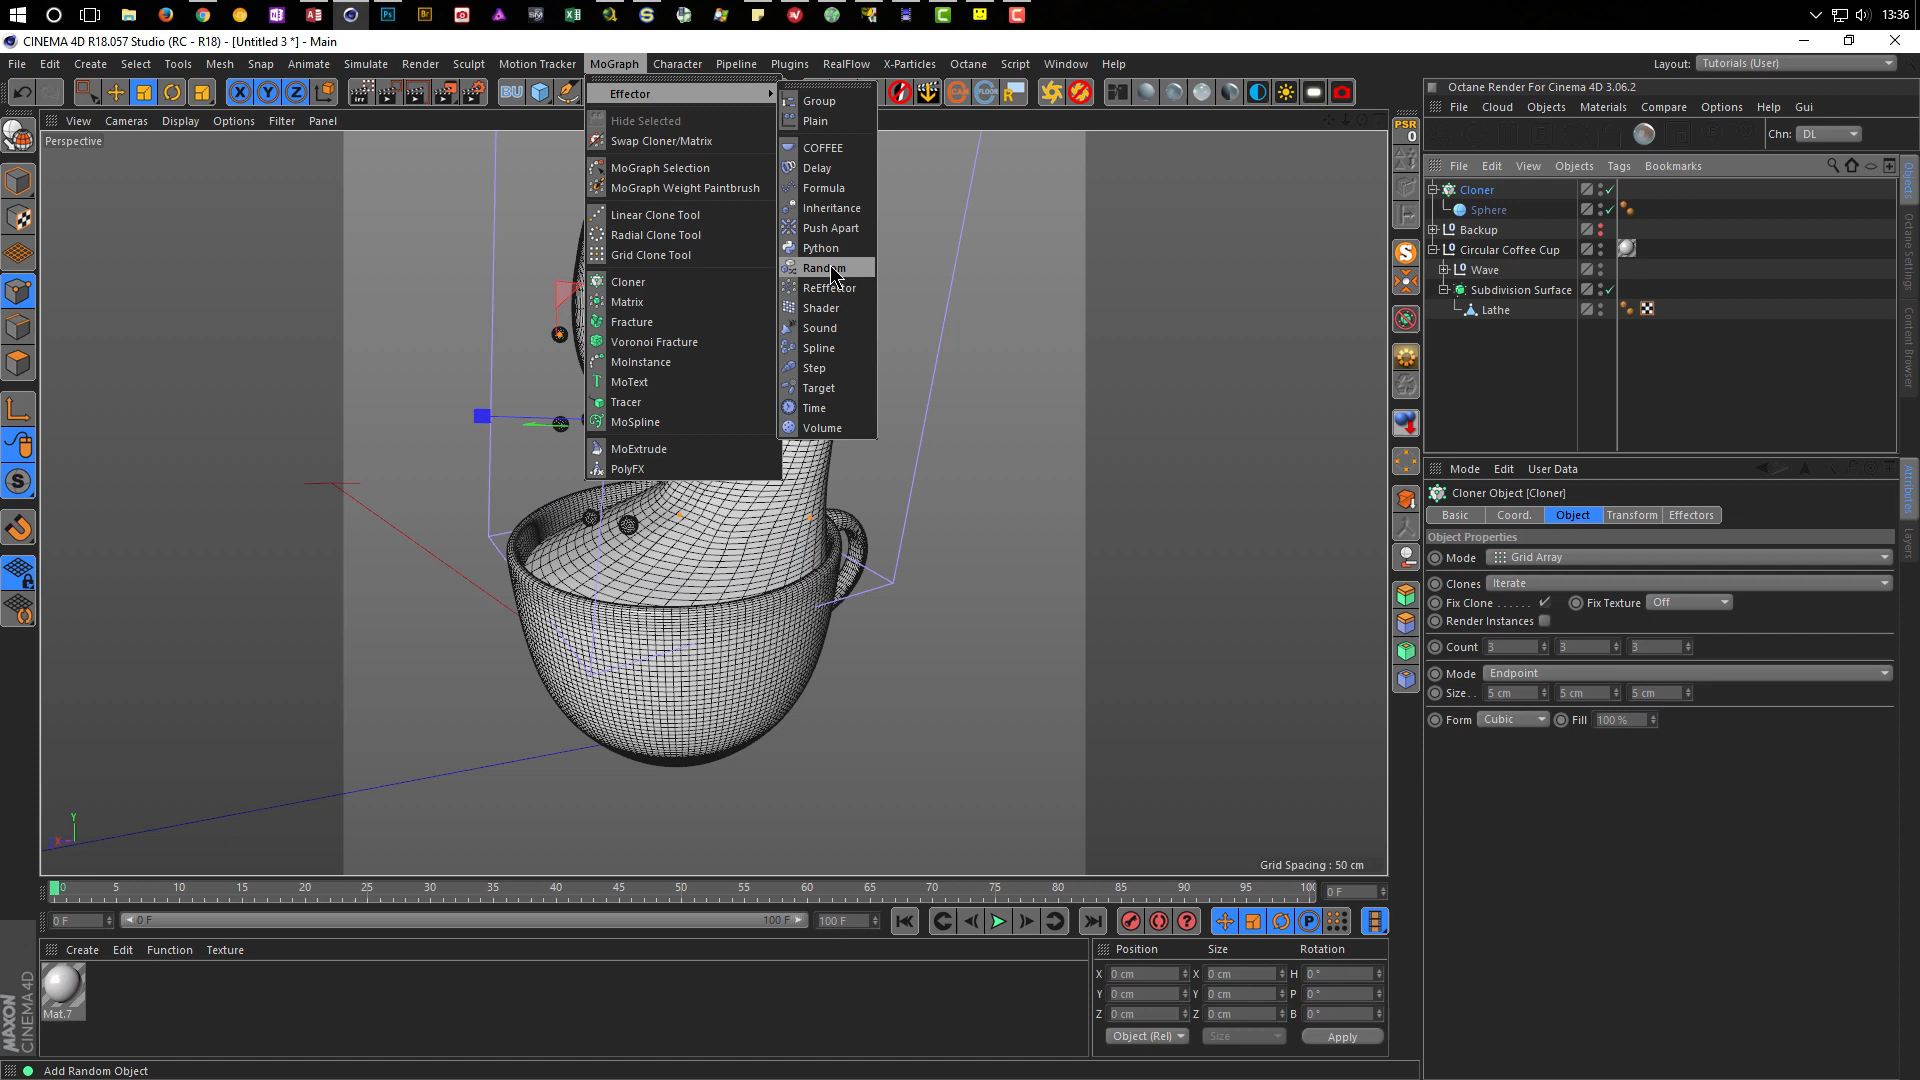 13:36
CINEMA 4D R18.057 Studio (RC - R18) - [Untitled 3 *] - Main
File Edit Create Select Tools Mesh Snap Animate Simulate Render Sculpt Motion Tracker MoGraph Character Pipeline Plugins RealFlow X-Particles Octane Script Window Help
Layout: Tutorials (User)
View Cameras Display Options Filter Panel
Perspective
Effector
Hide Selected
Swap Cloner/Matrix
MoGraph Selection
MoGraph Weight Paintbrush
Linear Clone Tool
Radial Clone Tool
Grid Clone Tool
Cloner
Matrix
Fracture
Voronoi Fracture
MoInstance
MoText
Tracer
MoSpline
MoExtrude
PolyFX
Group
Plain
COFFEE
Delay
Formula
Inheritance
Push Apart
Python
Random
ReEffector
Shader
Sound
Spline
Step
Target
Time
Volume
Octane Render For Cinema 4D 3.06.2
File Cloud Objects Materials Compare Options Help Gui
Chn: DL
File Edit View Objects Tags Bookmarks
Cloner
Sphere
Backup
Circular Coffee Cup
Wave
Subdivision Surface
Lathe
Objects
Octane Settings
Content Browser
Attributes
Layers
PSR
0
Mode Edit User Data
Cloner Object [Cloner]
Basic Coord. Object Transform Effectors
Object Properties
Mode Grid Array
Clones Iterate
Fix Clone . . . . . . Fix Texture Off
Render Instances
Count 3 3 3
Mode Endpoint
Size. . 5 cm 5 cm 5 cm
Form Cubic Fill 100 %
Grid Spacing : 50 cm
0 5 10 15 20 25 30 35 40 45 50 55 60 65 70 75 80 85 90 95 100
0 F
0 F 0 F 100 F 100 F
Create Edit Function Texture
Mat.7
Position Size Rotation
X 0 cm X 0 cm H 0 °
Y 0 cm Y 0 cm P 0 °
Z 0 cm Z 0 cm B 0 °
Object (Rel) Size Apply
MAXON
CINEMA 4D
Add Random Object